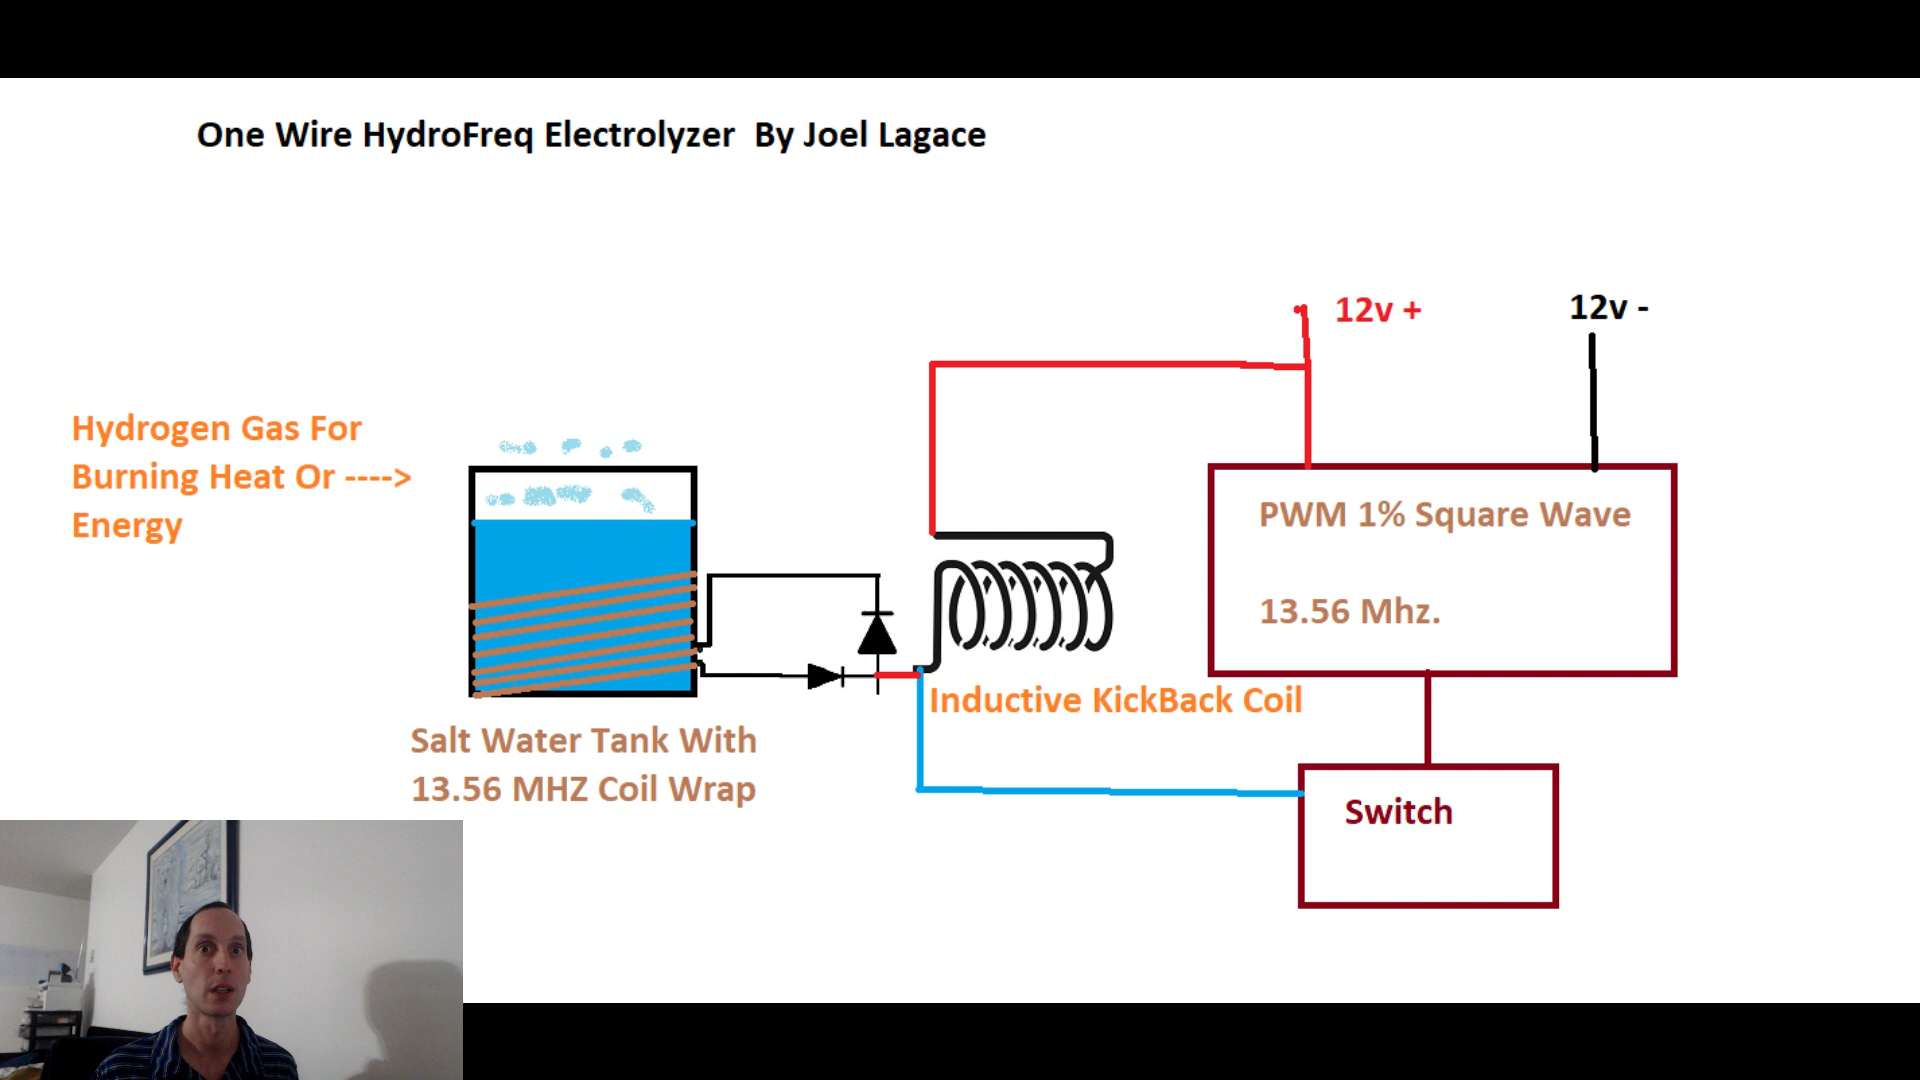 One Wire HydroFreq Electrolyzer By Joel Lagace
12v +
12v -
Hydrogen Gas For
Burning Heat Or ---->
Energy
PWM 1% Square Wave
13.56 Mhz.
Inductive KickBack Coil
Salt Water Tank With
13.56 MHZ Coil Wrap
Switch